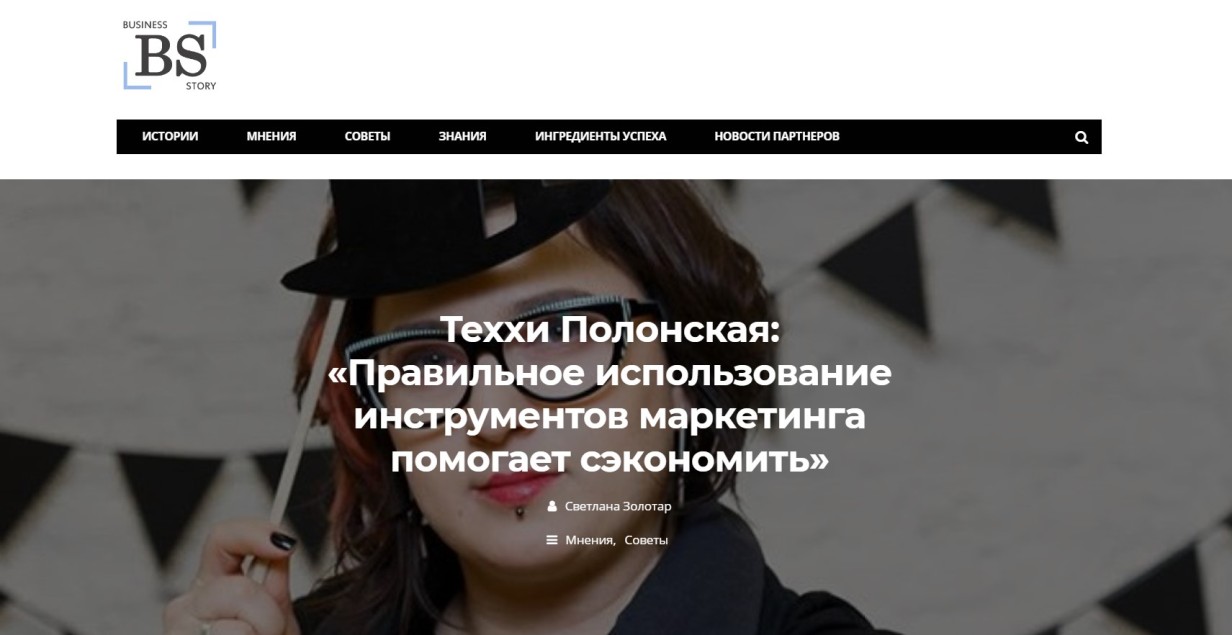 BUSINESS
BS
STORY
ИСТОРИИ МНЕНИЯ СОВЕТЫ ЗНАНИЯ ИНГРЕДИЕНТЫ УСПЕХА НОВОСТИ ПАРТНЕРОВ
Теххи Полонская:
«Правильное использование
инструментов маркетинга
помогает сэкономить»
Светлана Золотар
Мнения, Советы